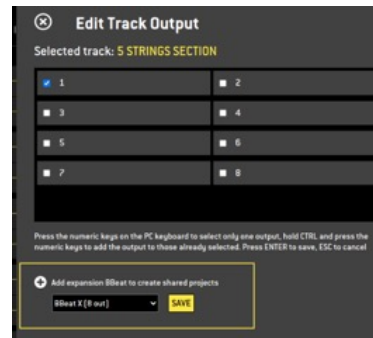 Edit Track Output
Selected track: 5 STRINGS SECTION
1 2
3 4
5 6
7 8
Press the numeric keys on the PC keyboard to select only one output, hold CTRL and press the
numeric keys to add the output to those already selected. Press ENTER to save, ESC to cancel
Add expansion BBeat to create shared projects
BBeat X (8 out) SAVE